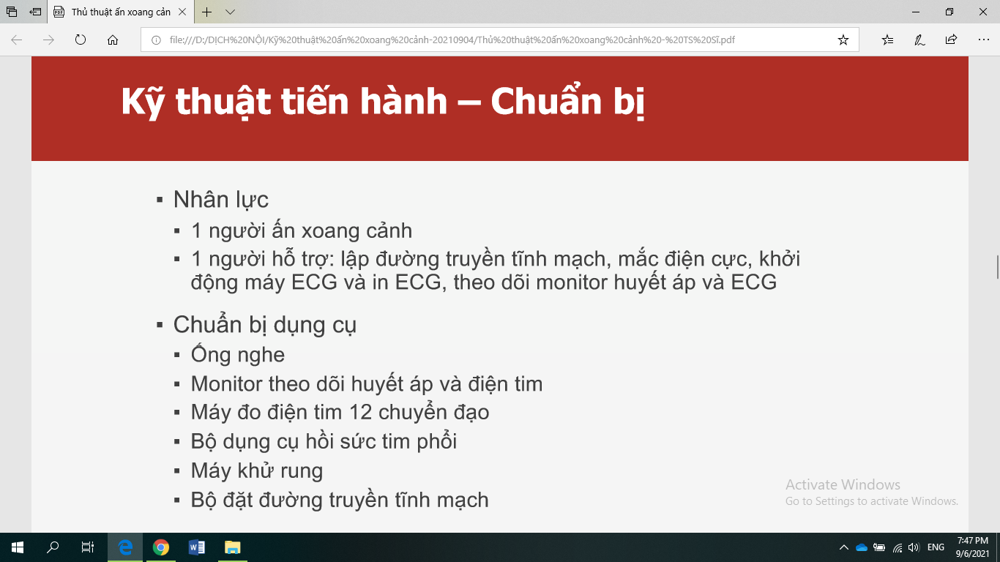 Thủ thuật ấn xoang cản
file:///D:/DỊCH%20NỘI/Kỹ%20thuật%20ấn%20xoang%20cảnh-20210904/Thủ%20thuật%20ấn%20xoang%20cảnh%20-%20TS%20Sĩ.pdf
Kỹ thuật tiến hành – Chuẩn bị
▪ Nhân lực
▪ 1 người ấn xoang cảnh
▪ 1 người hỗ trợ: lập đường truyền tĩnh mạch, mắc điện cực, khởi
động máy ECG và in ECG, theo dõi monitor huyết áp và ECG
▪ Chuẩn bị dụng cụ
▪ Ống nghe
▪ Monitor theo dõi huyết áp và điện tim
▪ Máy đo điện tim 12 chuyển đạo
▪ Bộ dụng cụ hồi sức tim phổi
▪ Máy khử rung
▪ Bộ đặt đường truyền tĩnh mạch
Activate Windows
Go to Settings to activate Windows.
ENG
7:47 PM
9/6/2021